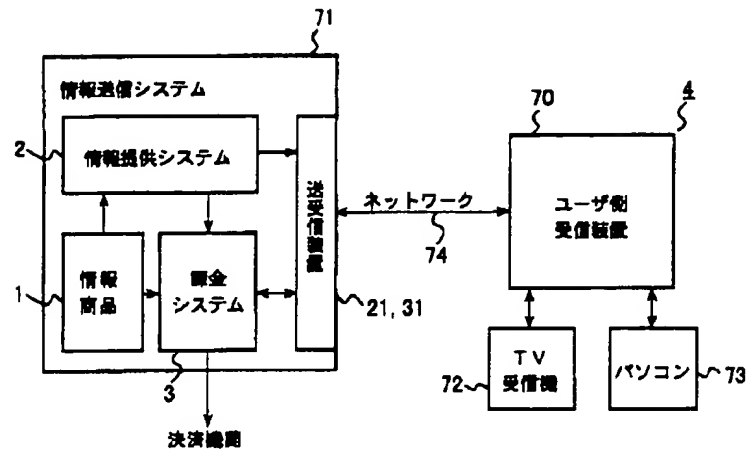 71
情報送信システム
2
情報提供システム
送受信装置
1
情報
商品
課金
システム
3
21, 31
決済機関
ネットワーク
74
70
4
ユーザ側
受信装置
72
TV
受信機
パソコン
73